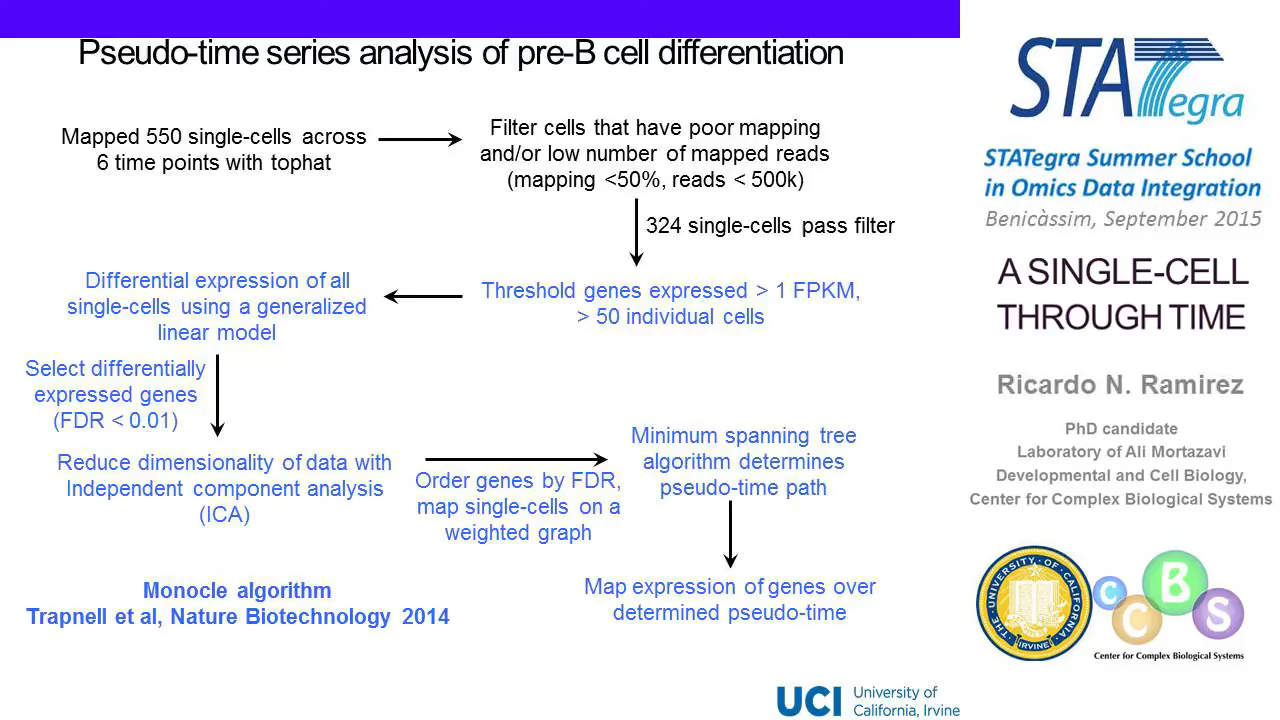 Pseudo-time series analysis of pre-B cell differentiation
Mapped 550 single-cells across
6 time points with tophat
Filter cells that have poor mapping
and/or low number of mapped reads
(mapping <50%, reads < 500k)
324 single-cells pass filter
Threshold genes expressed > 1 FPKM,
> 50 individual cells
Differential expression of all
single-cells using a generalized
linear model
Select differentially
expressed genes
(FDR < 0.01)
Reduce dimensionality of data with
Independent component analysis
(ICA)
Order genes by FDR,
map single-cells on a
weighted graph
Minimum spanning tree
algorithm determines
pseudo-time path
Map expression of genes over
determined pseudo-time
Monocle algorithm
Trapnell et al, Nature Biotechnology 2014
UCI University of
California, Irvine
STATegra
STATegra Summer School
in Omics Data Integration
Benicàssim, September 2015
A SINGLE-CELL
THROUGH TIME
Ricardo N. Ramirez
PhD candidate
Laboratory of Ali Mortazavi
Developmental and Cell Biology,
Center for Complex Biological Systems
THE UNIVERSITY OF CALIFORNIA
IRVINE
C C B S
Center for Complex Biological Systems